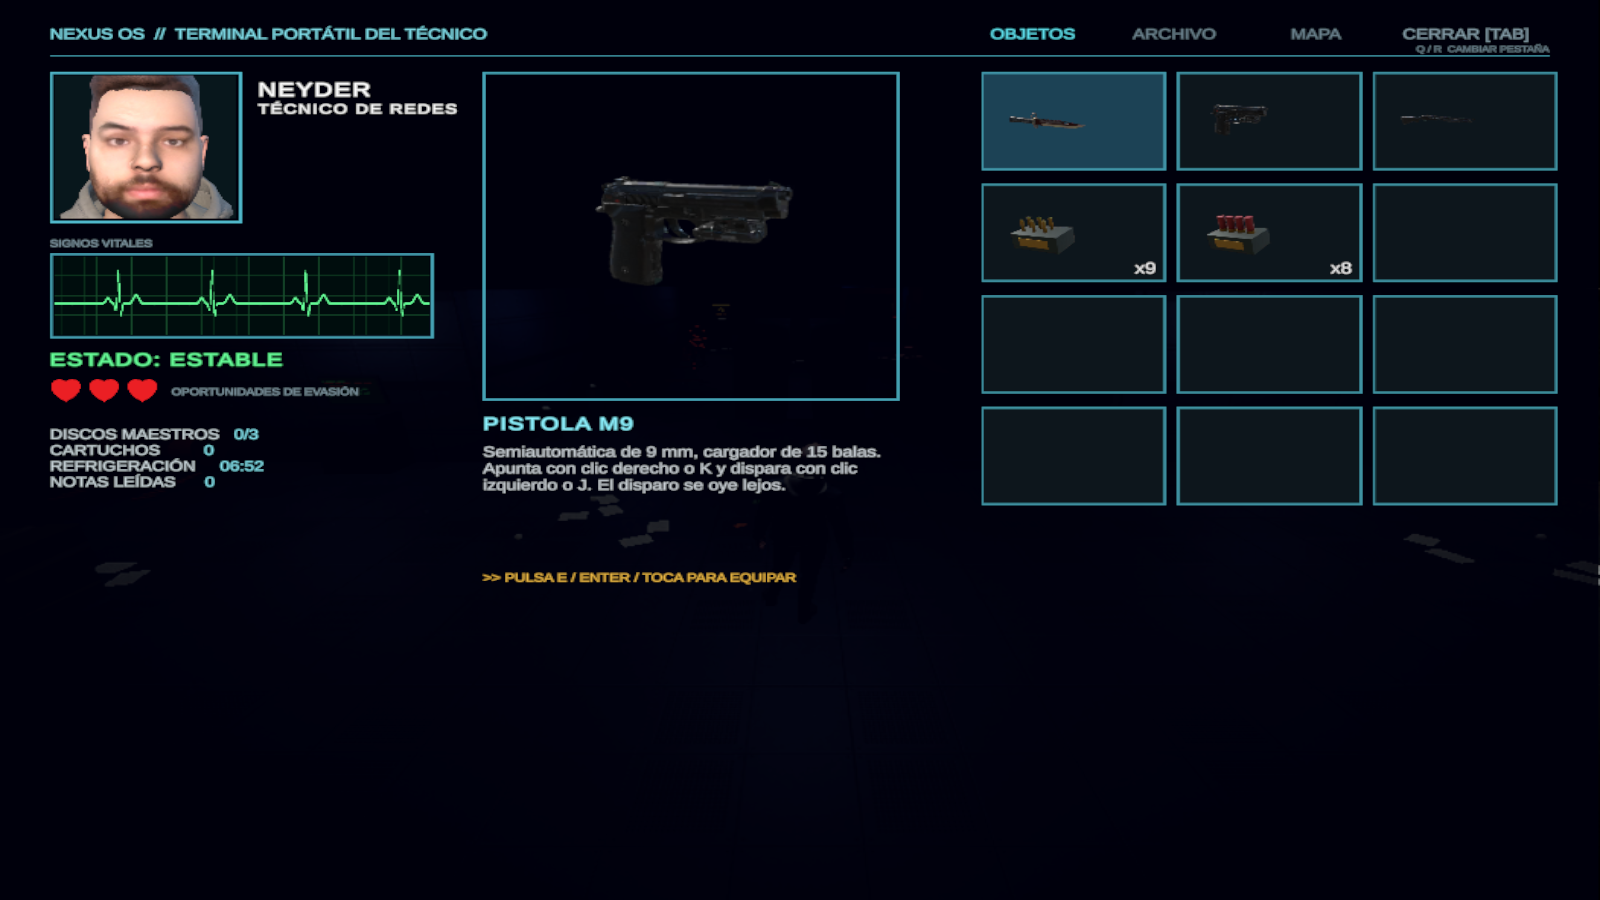 NEXUS OS // TERMINAL PORTÁTIL DEL TÉCNICO
OBJETOS
ARCHIVO
MAPA
CERRAR [TAB]
Q / R CAMBIAR PESTAÑA
NEYDER
TÉCNICO DE REDES
SIGNOS VITALES
ESTADO: ESTABLE
OPORTUNIDADES DE EVASIÓN
DISCOS MAESTROS 0/3
CARTUCHOS 0
REFRIGERACIÓN 06:52
NOTAS LEÍDAS 0
PISTOLA M9
Semiautomática de 9 mm, cargador de 15 balas.
Apunta con clic derecho o K y dispara con clic
izquierdo o J. El disparo se oye lejos.
>> PULSA E / ENTER / TOCA PARA EQUIPAR
x9
x8